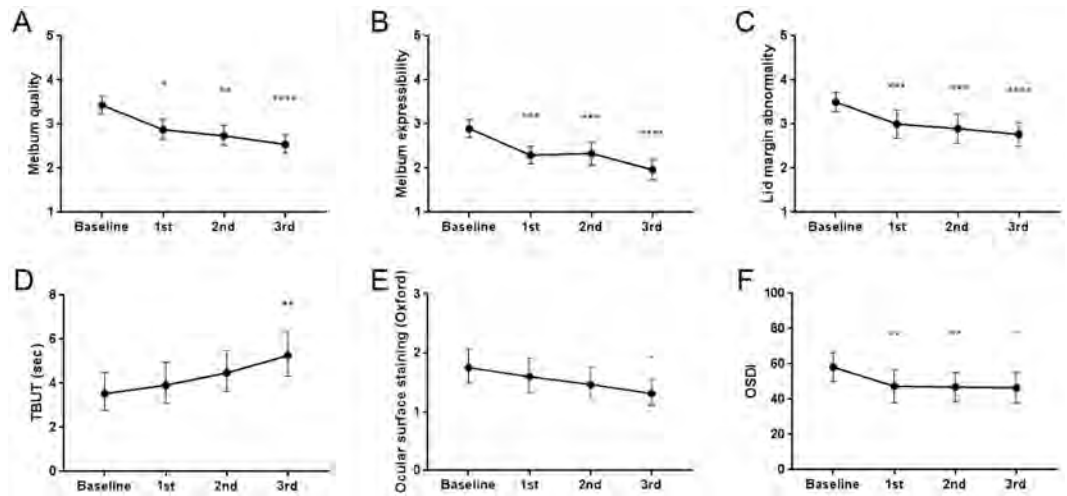 A
Meibum quality
5
4
3
2
1
*
**
****
Baseline 1st 2nd 3rd
B
Meibum expressibility
5
4
3
2
1
Baseline 1st 2nd 3rd
C
Lid margin abnormality
5
4
3
2
1
Baseline 1st 2nd 3rd
D
TBUT (sec)
8
6
4
2
0
**
Baseline 1st 2nd 3rd
E
Ocular surface staining (Oxford)
3
2
1
0
Baseline 1st 2nd 3rd
F
OSDI
100
80
60
40
20
0
Baseline 1st 2nd 3rd